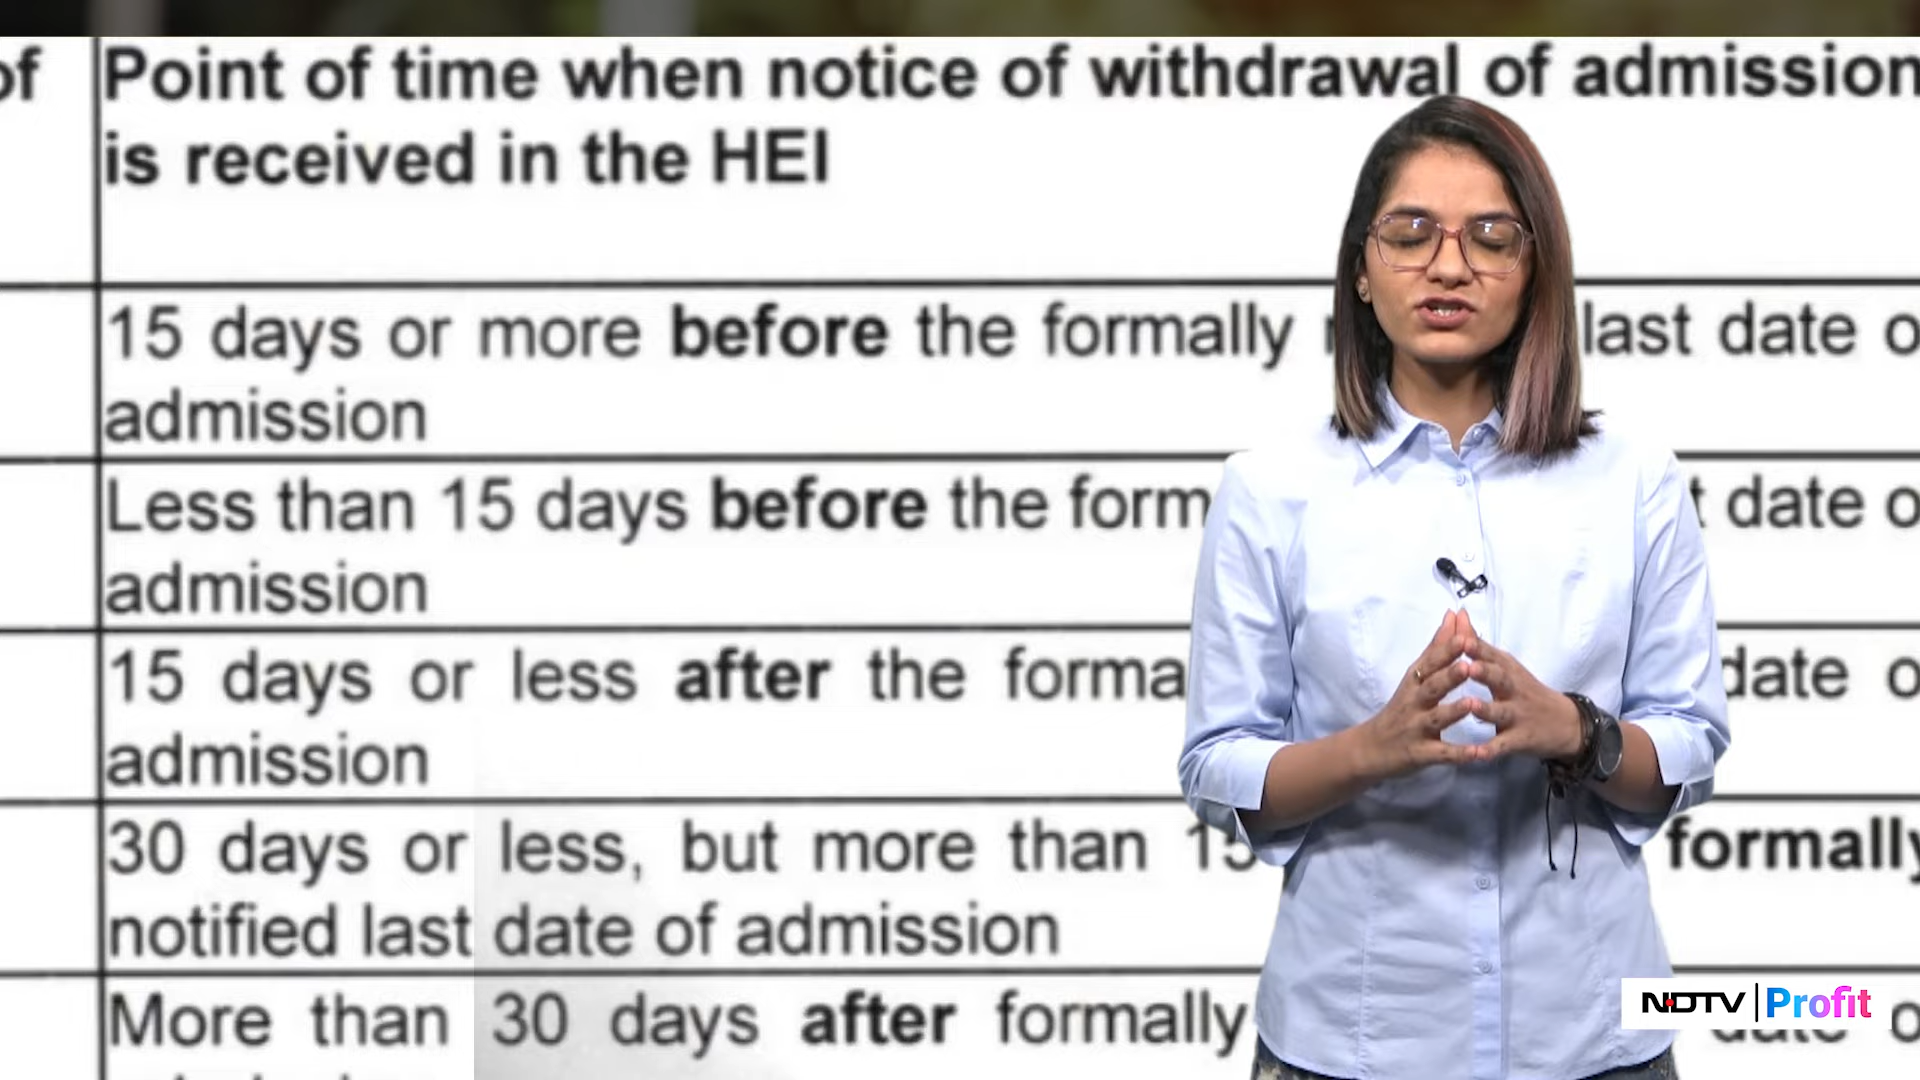 of
Point of time when notice of withdrawal of admission
is received in the HEI
15 days or more before the formally last date o
admission
Less than 15 days before the form t date o
admission
15 days or less after the forma date o
admission
30 days or less, but more than 15 formally
notified last date of admission
More than 30 days after formally date o
NDTV Profit